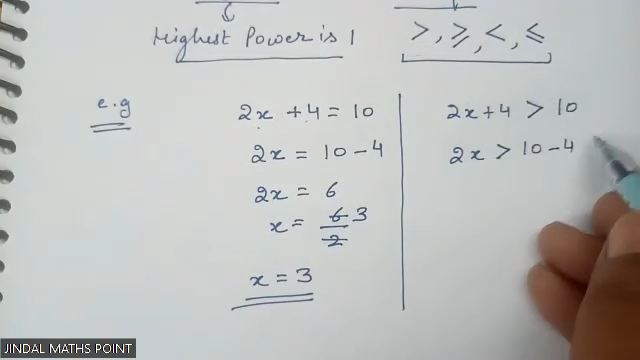 Highest Power is 1
>, ≥, <, ≤
e.g
2x + 4 = 10
2x = 10 - 4
2x = 6
x = 6/2 3
x = 3
2x + 4 > 10
2x > 10 - 4
JINDAL MATHS POINT